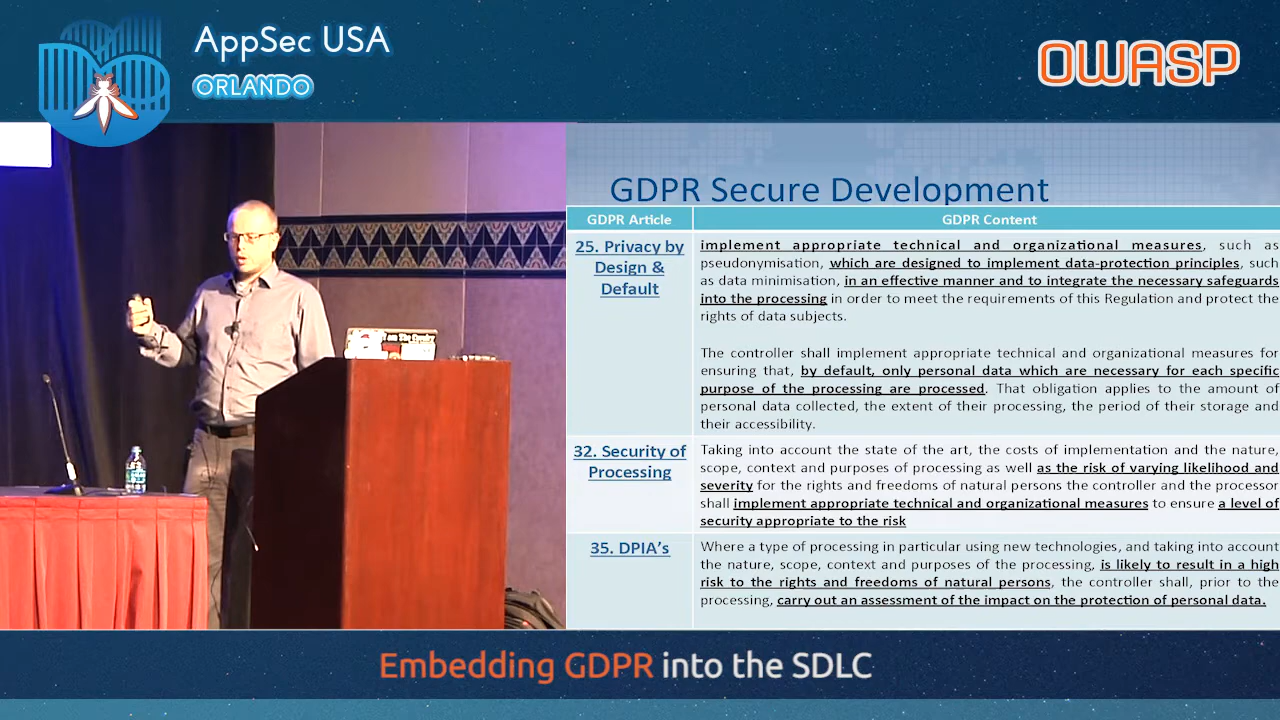 AppSec USA
ORLANDO
OWASP
GDPR Secure Development
GDPR Article
GDPR Content
25. Privacy by
Design &
Default
implement appropriate technical and organizational measures, such as
pseudonymisation, which are designed to implement data-protection principles, such
as data minimisation, in an effective manner and to integrate the necessary safeguards
into the processing in order to meet the requirements of this Regulation and protect the
rights of data subjects.
The controller shall implement appropriate technical and organizational measures for
ensuring that, by default, only personal data which are necessary for each specific
purpose of the processing are processed. That obligation applies to the amount of
personal data collected, the extent of their processing, the period of their storage and
their accessibility.
32. Security of
Processing
Taking into account the state of the art, the costs of implementation and the nature,
scope, context and purposes of processing as well as the risk of varying likelihood and
severity for the rights and freedoms of natural persons the controller and the processor
shall implement appropriate technical and organizational measures to ensure a level of
security appropriate to the risk
35. DPIA's
Where a type of processing in particular using new technologies, and taking into account
the nature, scope, context and purposes of the processing, is likely to result in a high
risk to the rights and freedoms of natural persons, the controller shall, prior to the
processing, carry out an assessment of the impact on the protection of personal data.
Embedding GDPR into the SDLC